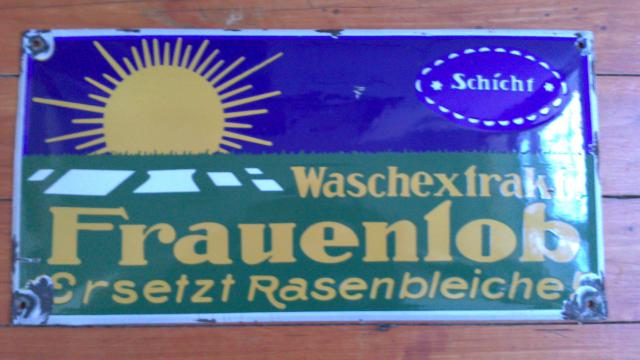 Schicht
Waschextrakt
Frauenlob
Ersetzt Rasenbleiche!